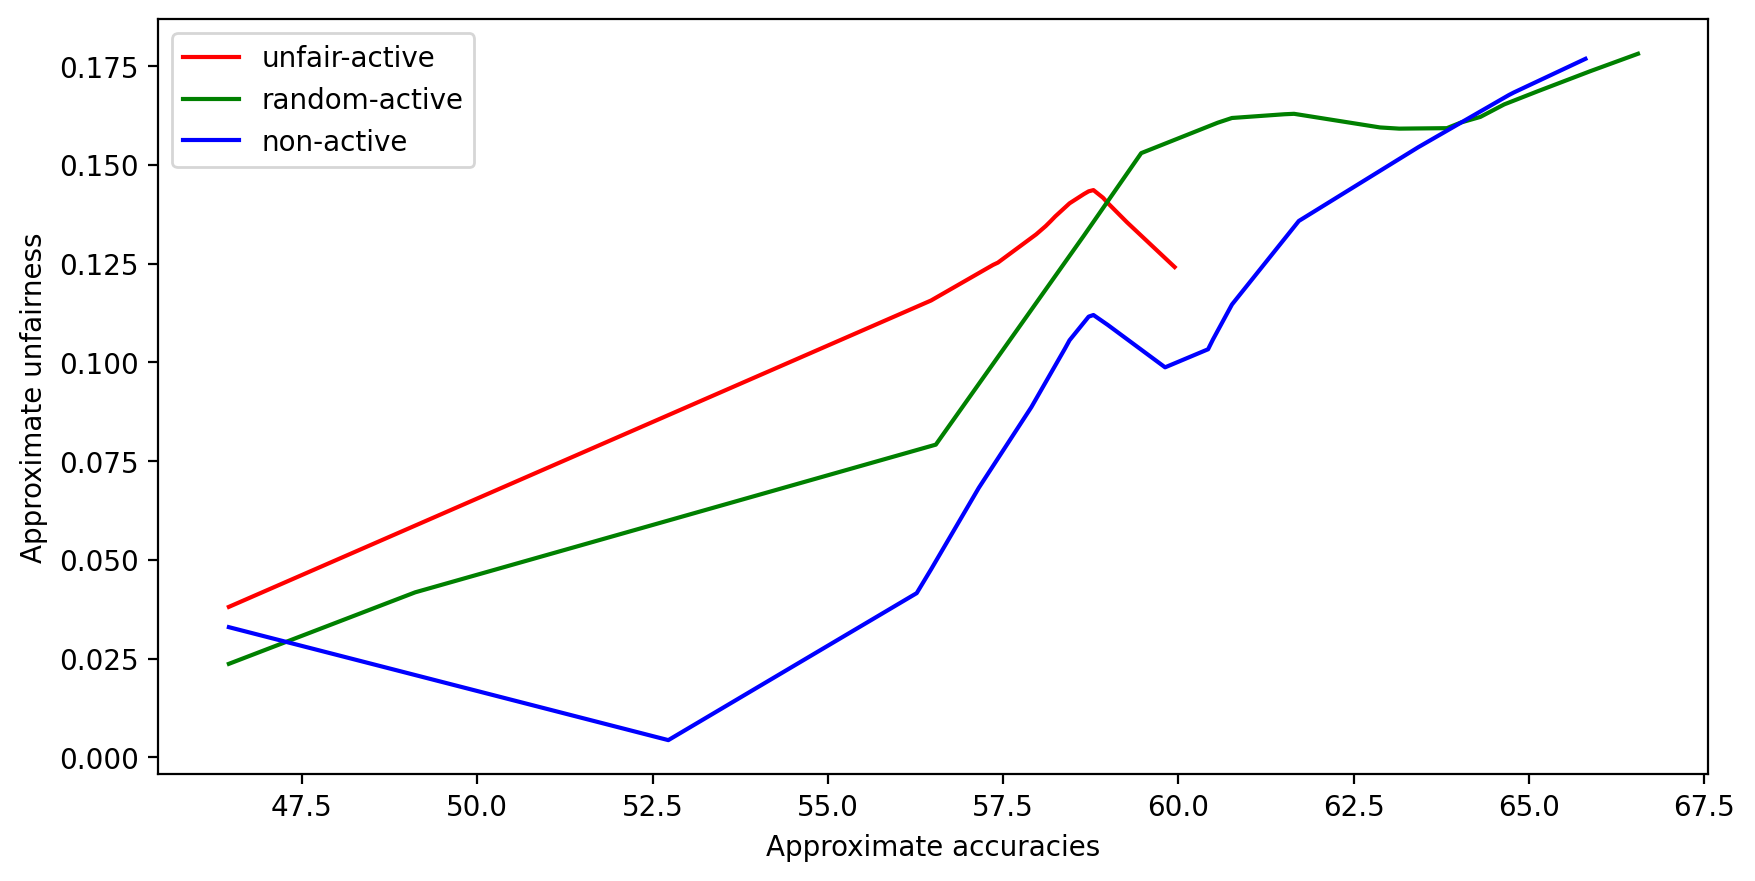 unfair-active
random-active
non-active
0.175
0.150
0.125
0.100
0.075
0.050
0.025
0.000
Approximate unfairness
47.5 50.0 52.5 55.0 57.5 60.0 62.5 65.0 67.5
Approximate accuracies